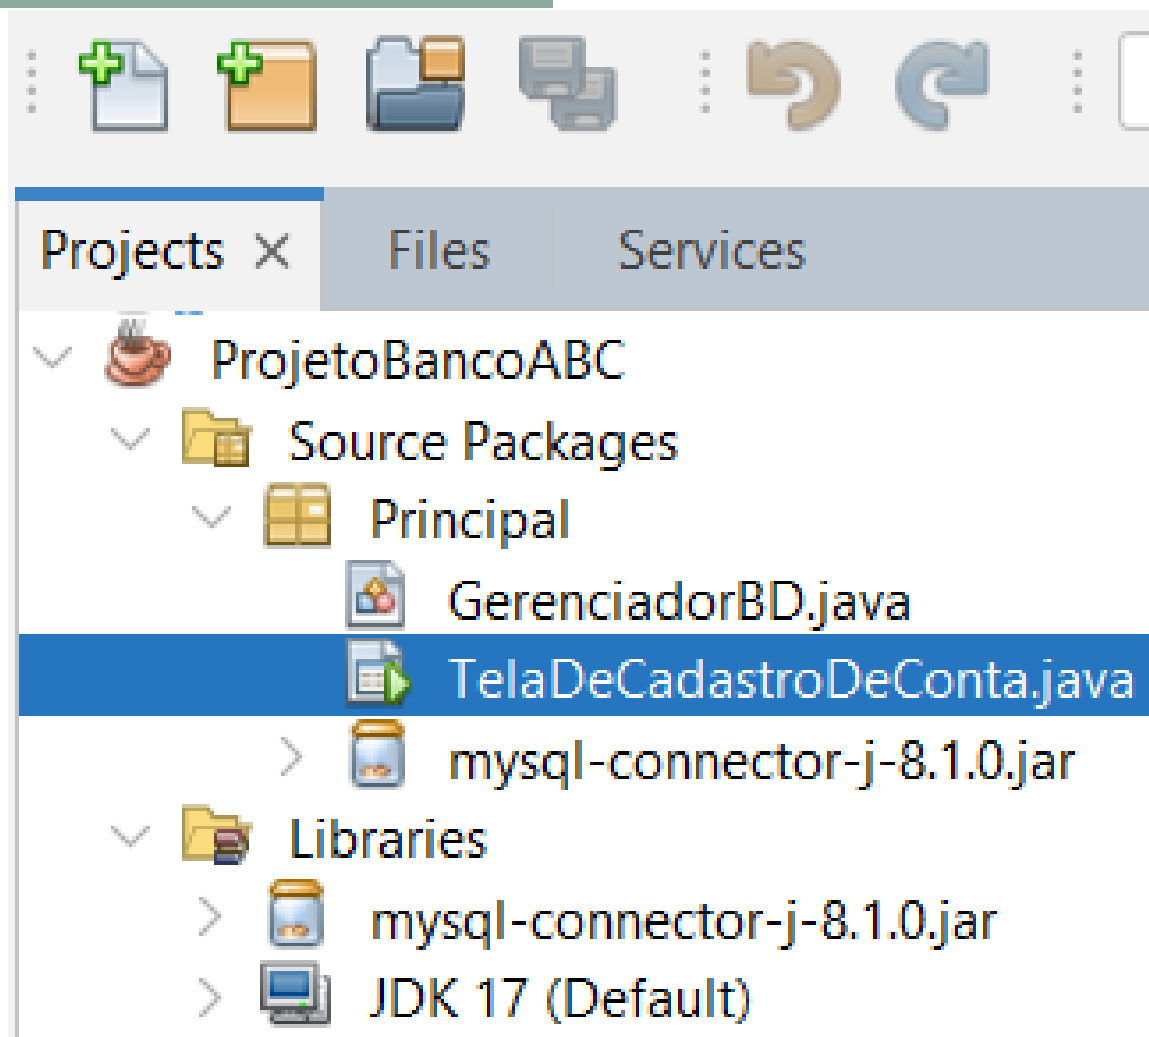 Projects Files Services
ProjetoBancoABC
Source Packages
Principal
GerenciadorBD.java
TelaDeCadastroDeConta.java
mysql-connector-j-8.1.0.jar
Libraries
mysql-connector-j-8.1.0.jar
JDK 17 (Default)